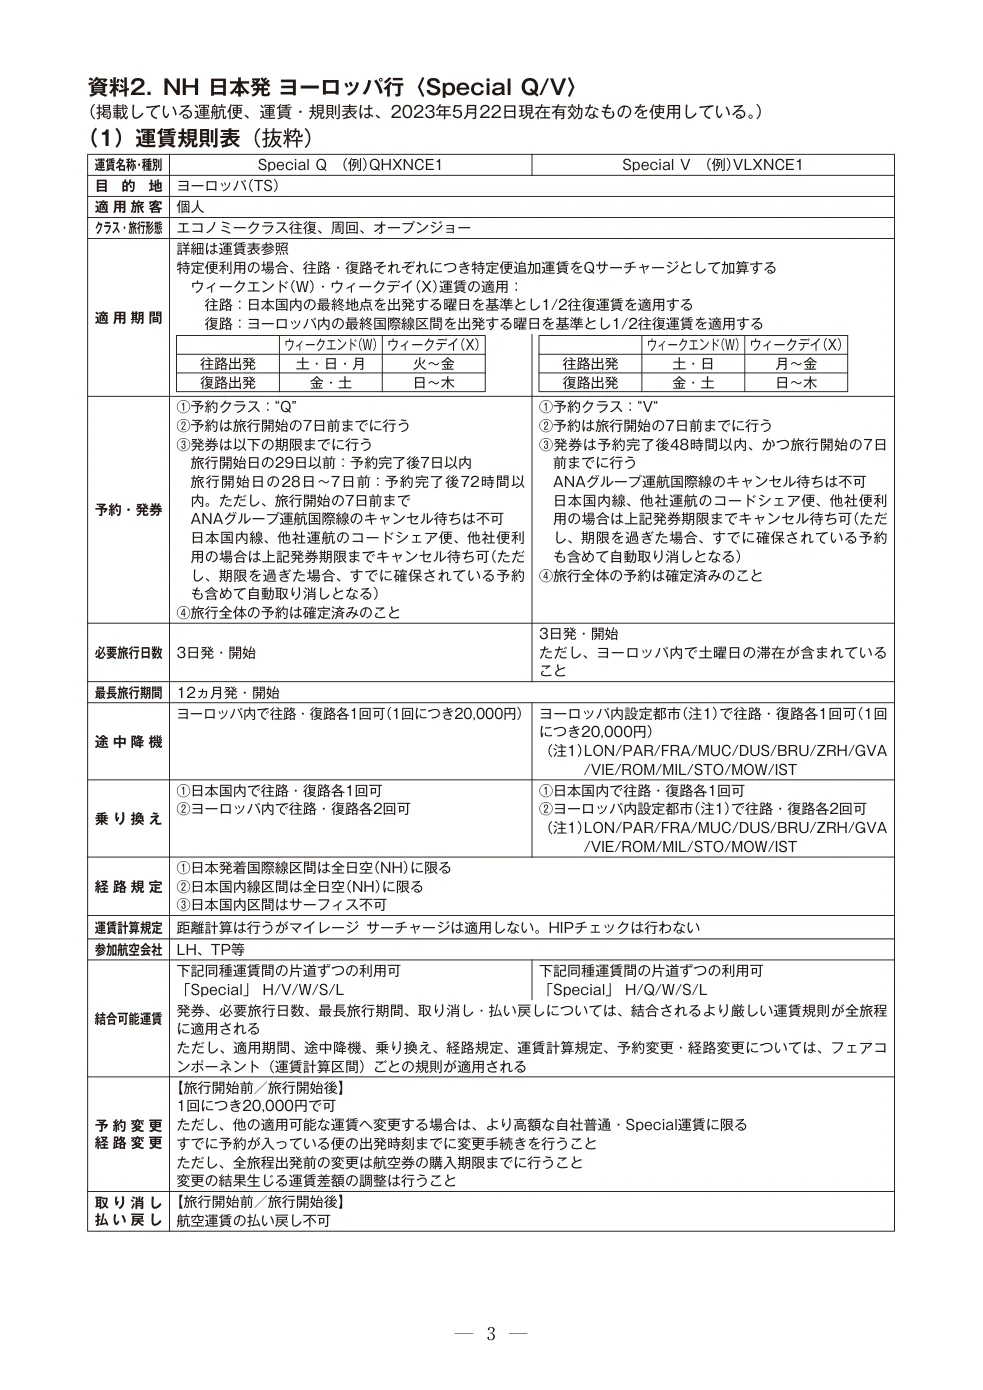 資料2．NH 日本発 ヨーロッパ行〈Special Q/V〉
（掲載している運航便、運賃・規則表は、2023年5月22日現在有効なものを使用している。）
（1）運賃規則表（抜粋）
運賃名称・種別 Special Q （例）QHXNCE1 Special V （例）VLXNCE1
目的地 ヨーロッパ（TS）
適用旅客 個人
クラス・旅行形態 エコノミークラス往復、周回、オープンジョー
適用期間
詳細は運賃表参照
特定便利用の場合、往路・復路それぞれにつき特定便追加運賃をQサーチャージとして加算する
ウィークエンド（W）・ウィークデイ（X）運賃の適用：
往路：日本国内の最終地点を出発する曜日を基準とし1/2往復運賃を適用する
復路：ヨーロッパ内の最終国際線区間を出発する曜日を基準とし1/2往復運賃を適用する
ウィークエンド（W） ウィークデイ（X）
往路出発 土・日・月 火～金
復路出発 金・土 日～木
ウィークエンド（W） ウィークデイ（X）
往路出発 土・日 月～金
復路出発 金・土 日～木
予約・発券
①予約クラス：“Q”
②予約は旅行開始の7日前までに行う
③発券は以下の期限までに行う
旅行開始日の29日以前：予約完了後7日以内
旅行開始日の28日～7日前：予約完了後72時間以
内。ただし、旅行開始の7日前まで
ANAグループ運航国際線のキャンセル待ちは不可
日本国内線、他社運航のコードシェア便、他社便利
用の場合は上記発券期限までキャンセル待ち可（ただ
し、期限を過ぎた場合、すでに確保されている予約
も含めて自動取り消しとなる）
④旅行全体の予約は確定済みのこと
①予約クラス：“V“
②予約は旅行開始の7日前までに行う
③発券は予約完了後48時間以内、かつ旅行開始の7日
前までに行う
ANAグループ運航国際線のキャンセル待ちは不可
日本国内線、他社運航のコードシェア便、他社便利
用の場合は上記発券期限までキャンセル待ち可（ただ
し、期限を過ぎた場合、すでに確保されている予約
も含めて自動取り消しとなる）
④旅行全体の予約は確定済みのこと
必要旅行日数 3日発・開始
3日発・開始
ただし、ヨーロッパ内で土曜日の滞在が含まれている
こと
最長旅行期間 12ヵ月発・開始
途中降機
ヨーロッパ内で往路・復路各1回可（1回につき20,000円）
ヨーロッパ内設定都市（注1）で往路・復路各1回可（1回
につき20,000円）
（注1）LON/PAR/FRA/MUC/DUS/BRU/ZRH/GVA
/VIE/ROM/MIL/STO/MOW/IST
乗り換え
①日本国内で往路・復路各1回可
②ヨーロッパ内で往路・復路各2回可
①日本国内で往路・復路各1回可
②ヨーロッパ内設定都市（注1）で往路・復路各2回可
（注1）LON/PAR/FRA/MUC/DUS/BRU/ZRH/GVA
/VIE/ROM/MIL/STO/MOW/IST
経路規定
①日本発着国際線区間は全日空（NH）に限る
②日本国内線区間は全日空（NH）に限る
③日本国内区間はサーフィス不可
運賃計算規定 距離計算は行うがマイレージ サーチャージは適用しない。HIPチェックは行わない
参加航空会社 LH、TP等
結合可能運賃
下記同種運賃間の片道ずつの利用可
「Special」 H/V/W/S/L
下記同種運賃間の片道ずつの利用可
「Special」 H/Q/W/S/L
発券、必要旅行日数、最長旅行期間、取り消し・払い戻しについては、結合されるより厳しい運賃規則が全旅程
に適用される
ただし、適用期間、途中降機、乗り換え、経路規定、運賃計算規定、予約変更・経路変更については、フェアコ
ンポーネント（運賃計算区間）ごとの規則が適用される
予約変更
経路変更
【旅行開始前／旅行開始後】
1回につき20,000円で可
ただし、他の適用可能な運賃へ変更する場合は、より高額な自社普通・Special運賃に限る
すでに予約が入っている便の出発時刻までに変更手続きを行うこと
ただし、全旅程出発前の変更は航空券の購入期限までに行うこと
変更の結果生じる運賃差額の調整は行うこと
取り消し
払い戻し
【旅行開始前／旅行開始後】
航空運賃の払い戻し不可
— 3 —